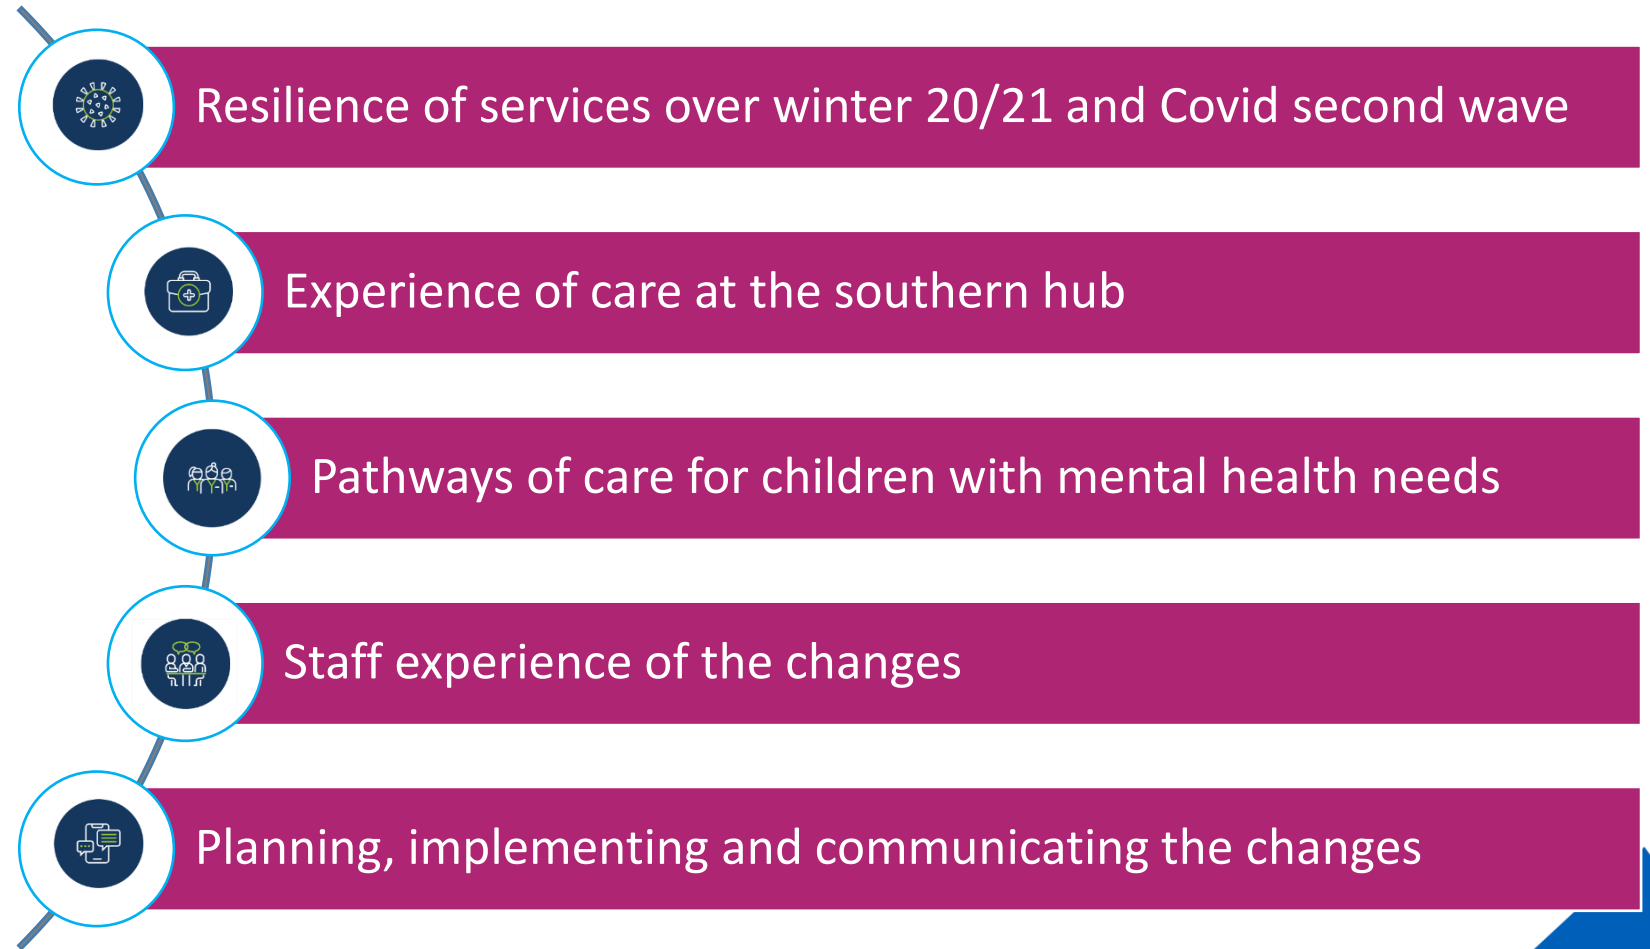 Resilience of services over winter 20/21 and Covid second wave
Experience of care at the southern hub
Pathways of care for children with mental health needs
Staff experience of the changes
Planning, implementing and communicating the changes